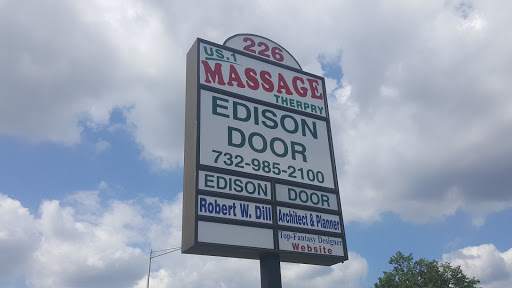 226
US.1
MASSAGE
THERPRY
EDISON
DOOR
732-985-2100
EDISON DOOR
Robert W. Dill Architect & Planner
Top-Fantasy Designer
Website